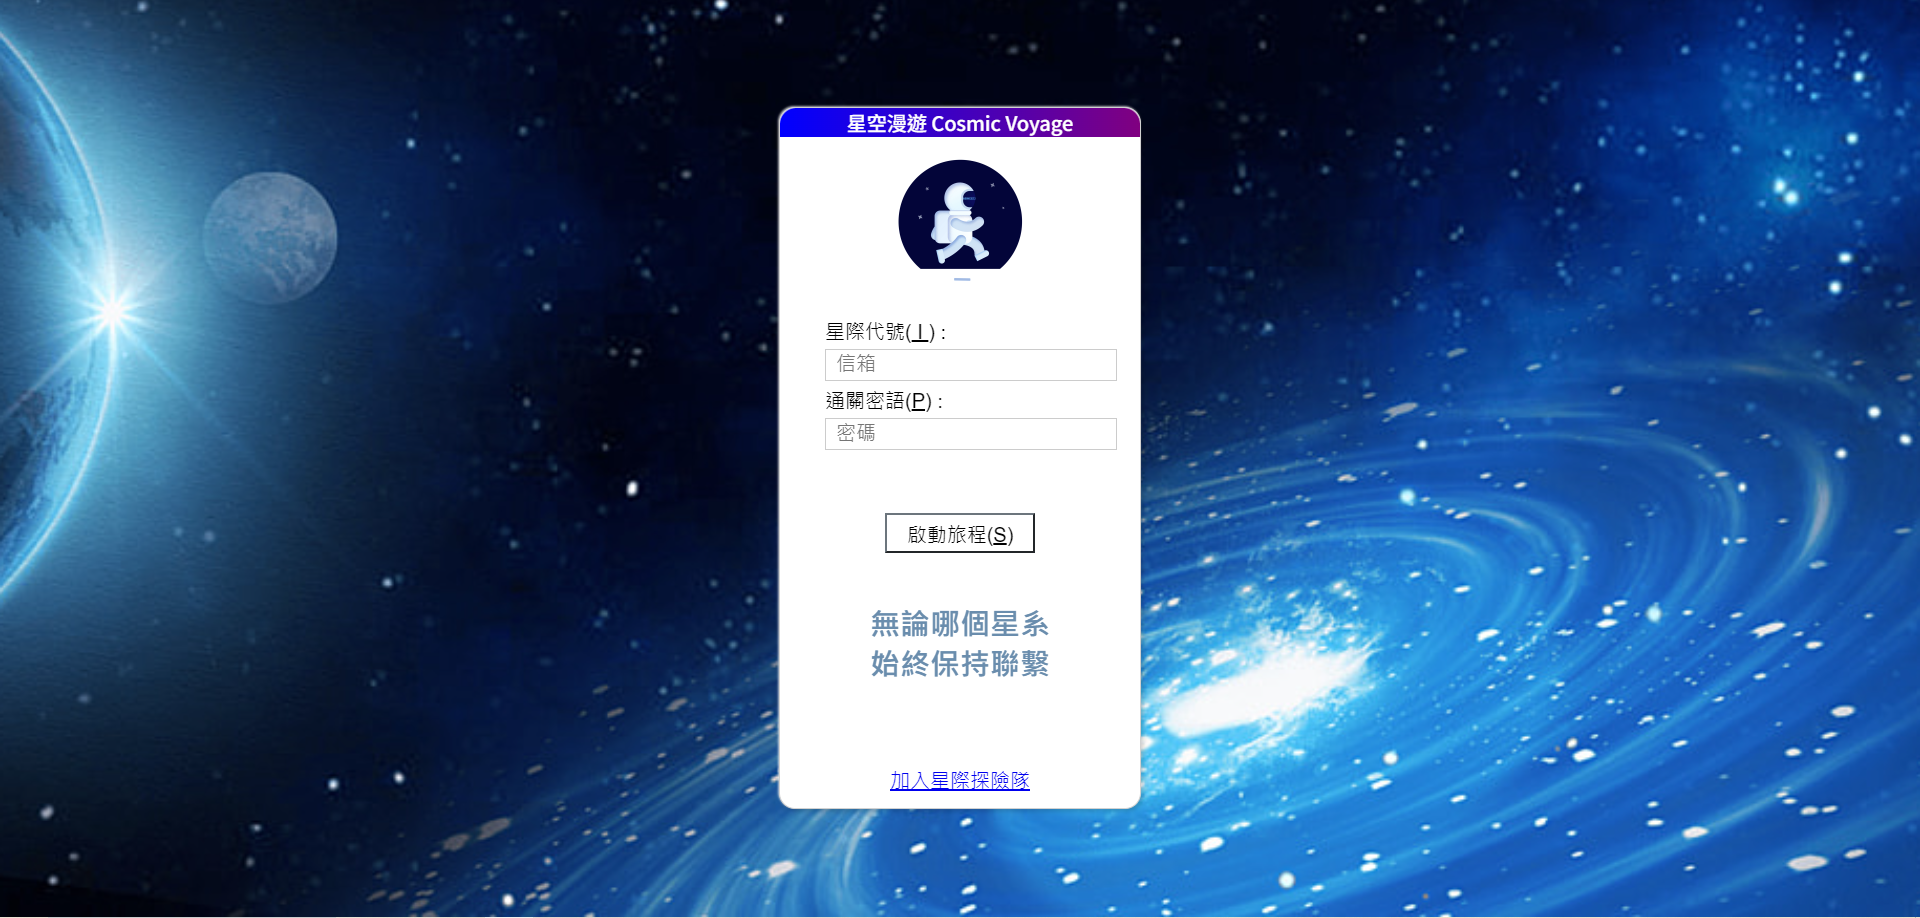 星空漫遊 Cosmic Voyage
星際代號( I ) :
信箱
通關密語(P) :
密碼
啟動旅程(S)
無論哪個星系
始終保持聯繫
加入星際探險隊